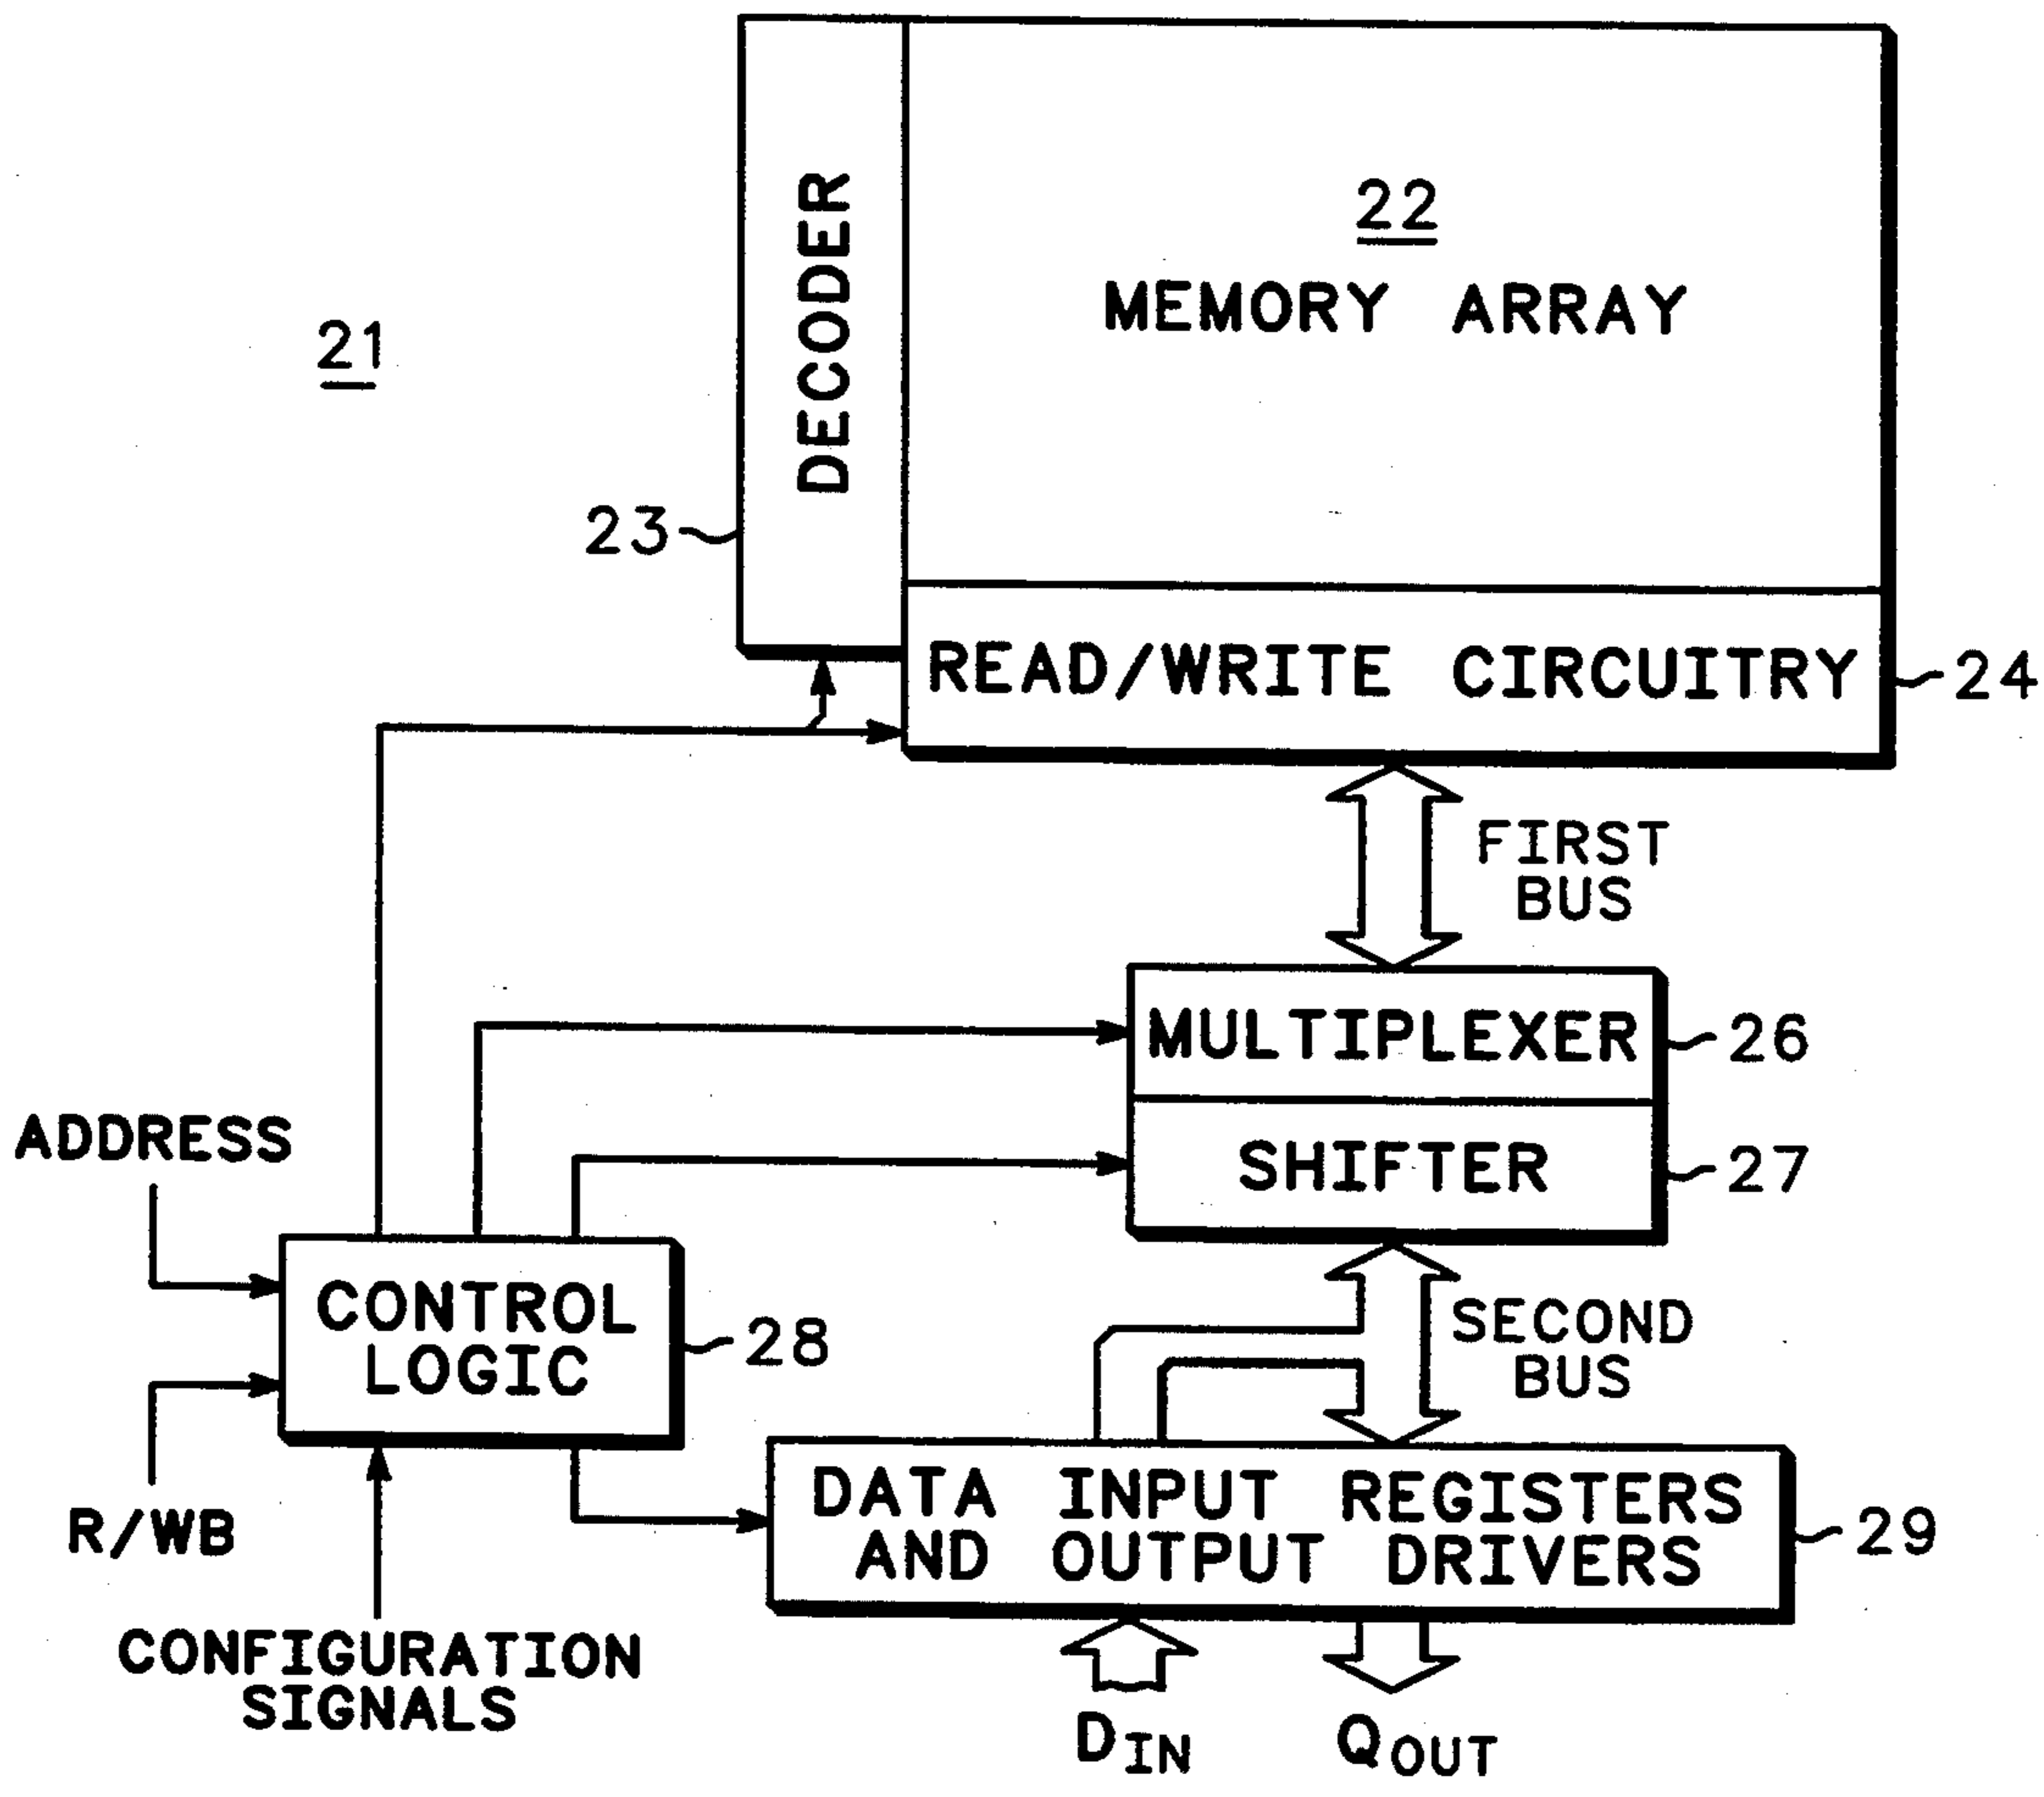 22
MEMORY ARRAY
21
DECODER
23
READ/WRITE CIRCUITRY
24
FIRST
BUS
MULTIPLEXER
26
SHIFTER
27
ADDRESS
CONTROL
LOGIC
28
R/WB
CONFIGURATION
SIGNALS
SECOND
BUS
DATA INPUT REGISTERS
AND OUTPUT DRIVERS
29
DIN
QOUT